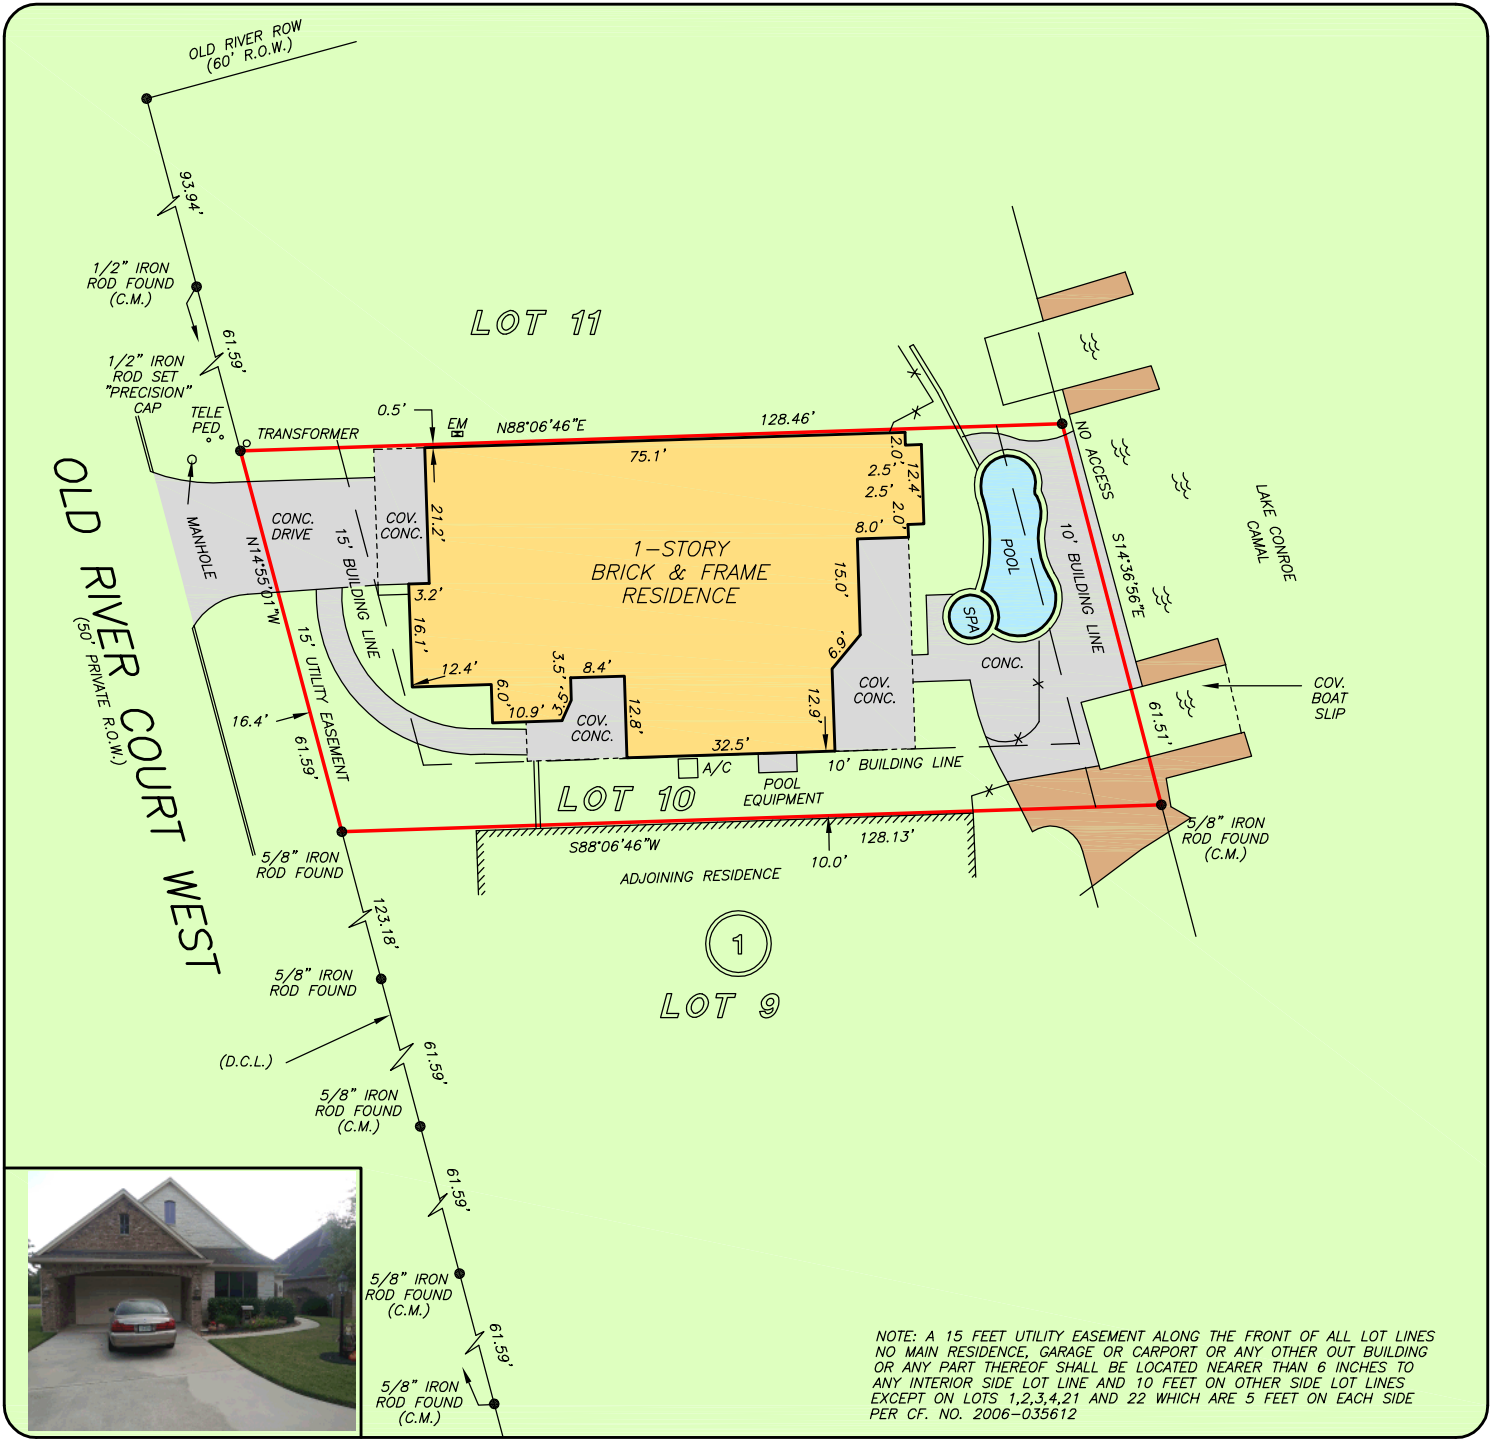 OLD RIVER ROW
(60' R.O.W.)
93.94'
1/2" IRON
ROD FOUND
(C.M.)
61.59'
LOT 11
1/2" IRON
ROD SET
"PRECISION"
CAP
TELE
PED
TRANSFORMER
0.5'
EM
N88°06'46"E
128.46'
75.1'
NO ACCESS
2.0'
2.5'
12.4'
2.5'
2.0'
8.0'
LAKE CONROE
CAMAL
MANHOLE
CONC.
DRIVE
COV.
CONC.
21.2'
15' BUILDING LINE
N14°55'01"W
1-STORY
BRICK & FRAME
RESIDENCE
15.0'
POOL
SPA
10' BUILDING LINE
S14°36'56"E
OLD RIVER COURT WEST
(50' PRIVATE R.O.W.)
3.2'
16.1'
12.4'
6.0'
10.9'
3.5'
3.5'
8.4'
COV.
CONC.
12.8'
32.5'
12.9'
6.9'
COV.
CONC.
CONC.
COV.
BOAT
SLIP
61.51'
15' UTILITY EASEMENT
16.4'
61.59'
A/C
POOL
EQUIPMENT
10' BUILDING LINE
LOT 10
5/8" IRON
ROD FOUND
(C.M.)
5/8" IRON
ROD FOUND
S88°06'46"W
128.13'
10.0'
ADJOINING RESIDENCE
123.18'
1
LOT 9
5/8" IRON
ROD FOUND
(D.C.L.)
61.59'
5/8" IRON
ROD FOUND
(C.M.)
61.59'
5/8" IRON
ROD FOUND
(C.M.)
61.59'
5/8" IRON
ROD FOUND
(C.M.)
NOTE: A 15 FEET UTILITY EASEMENT ALONG THE FRONT OF ALL LOT LINES
NO MAIN RESIDENCE, GARAGE OR CARPORT OR ANY OTHER OUT BUILDING
OR ANY PART THEREOF SHALL BE LOCATED NEARER THAN 6 INCHES TO
ANY INTERIOR SIDE LOT LINE AND 10 FEET ON OTHER SIDE LOT LINES
EXCEPT ON LOTS 1,2,3,4,21 AND 22 WHICH ARE 5 FEET ON EACH SIDE
PER CF. NO. 2006-035612